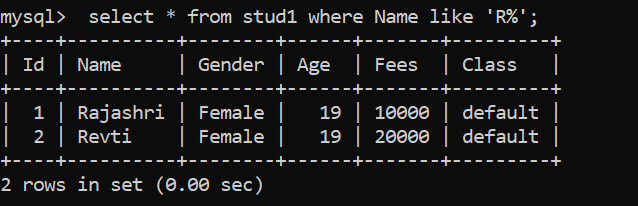 mysql>  select * from stud1 where Name like 'R%';
+----+----------+--------+------+-------+---------+
| Id | Name     | Gender | Age  | Fees  | Class   |
+----+----------+--------+------+-------+---------+
|  1 | Rajashri | Female |   19 | 10000 | default |
|  2 | Revti    | Female |   19 | 20000 | default |
+----+----------+--------+------+-------+---------+
2 rows in set (0.00 sec)